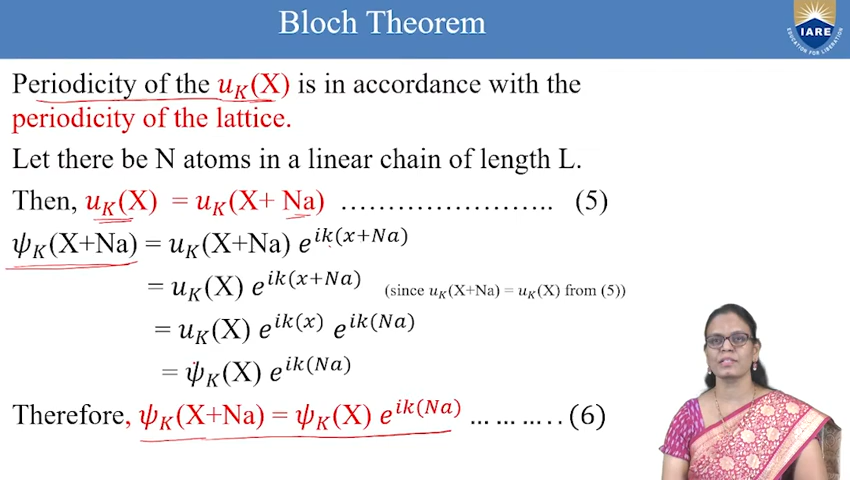 Bloch Theorem
IARE
EDUCATION FOR LIBERATION
Periodicity of the u_K(X) is in accordance with the
periodicity of the lattice.
Let there be N atoms in a linear chain of length L.
Then, u_K(X) = u_K(X+ Na) ………………………….. (5)
ψ_K(X+Na) = u_K(X+Na) e^{ik(x+Na)}
= u_K(X) e^{ik(x+Na)} (since u_K(X+Na) = u_K(X) from (5))
= u_K(X) e^{ik(x)} e^{ik(Na)}
= ψ_K(X) e^{ik(Na)}
Therefore, ψ_K(X+Na) = ψ_K(X) e^{ik(Na)} … … … . . (6)